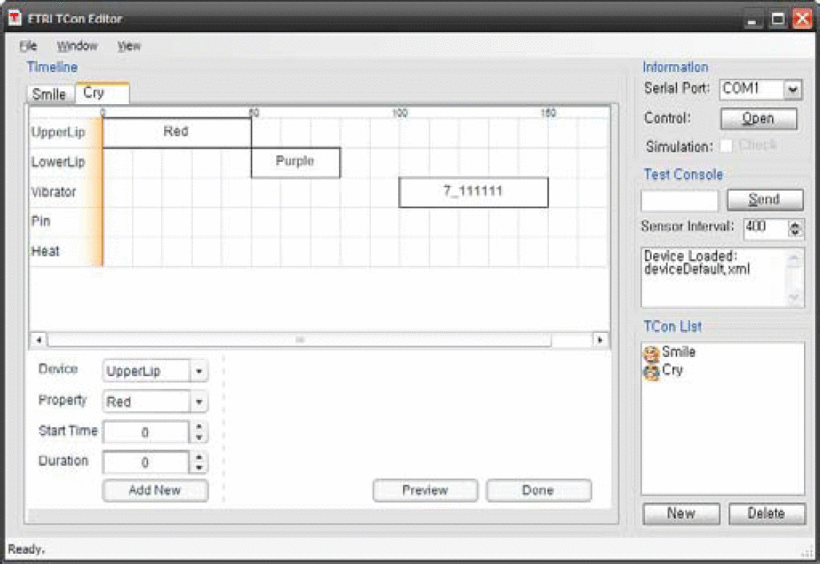 ETRI TCon Editor
File Window View
Timeline
Smile Cry
0 50 100 150
UpperLip Red
LowerLip Purple
Vibrator 7_111111
Pin
Heat
Device UpperLip
Property Red
Start Time 0
Duration 0
Add New Preview Done
Information
Serial Port: COM1
Control: Open
Simulation: Check
Test Console
Send
Sensor Interval: 400
Device Loaded:
deviceDefault,xml
TCon List
Smile
Cry
New Delete
Ready,